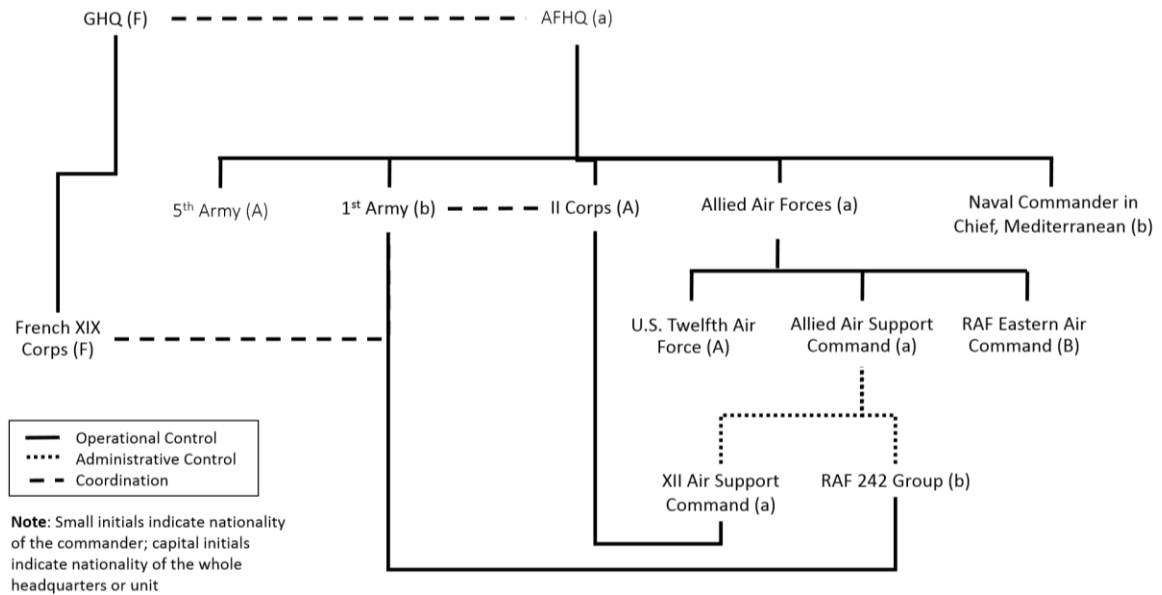 GHQ (F)
AFHQ (a)
5th Army (A)
1st Army (b)
II Corps (A)
Allied Air Forces (a)
Naval Commander in
Chief, Mediterranean (b)
French XIX
Corps (F)
U.S. Twelfth Air
Force (A)
Allied Air Support
Command (a)
RAF Eastern Air
Command (B)
Operational Control
Administrative Control
Coordination
XII Air Support
Command (a)
RAF 242 Group (b)
Note: Small initials indicate nationality
of the commander; capital initials
indicate nationality of the whole
headquarters or unit